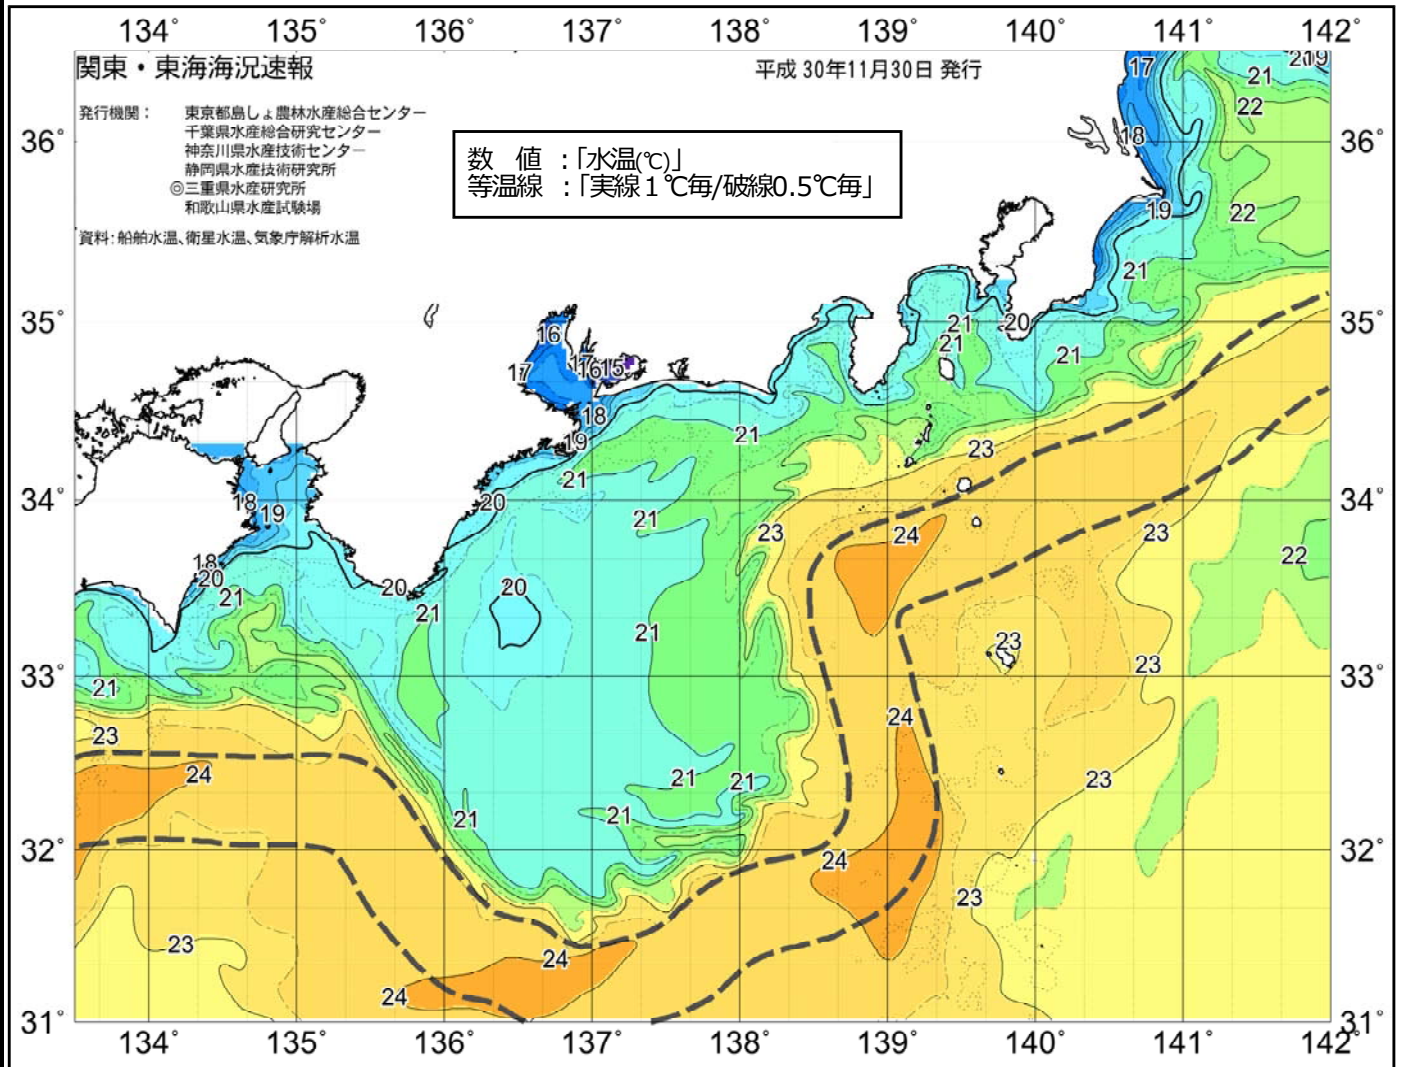 134° 135° 136° 137° 138° 139° 140° 141° 142°
関東・東海海況速報
平成 30年11月30日 発行
発行機関： 東京都島しょ農林水産総合センター
千葉県水産総合研究センター
神奈川県水産技術センター
静岡県水産技術研究所
◎三重県水産研究所
和歌山県水産試験場
資料：船舶水温、衛星水温、気象庁解析水温
数　値　：「水温(℃)」
等温線　：「実線１℃毎/破線0.5℃毎」
17 20 19
21
22
36° 18 36°
19 22
21
35° 16 21 20 35°
17 17 16 15 21 21
18
19 21 23
21
34° 18 19 20 21 34°
23 24 23
18 22
20 20 20
21 21 21 23
33° 21 23 33°
23 24
24 21 21 23
21 21
32° 24 32°
23
23 24
24
31° 31°
134° 135° 136° 137° 138° 139° 140° 141° 142°